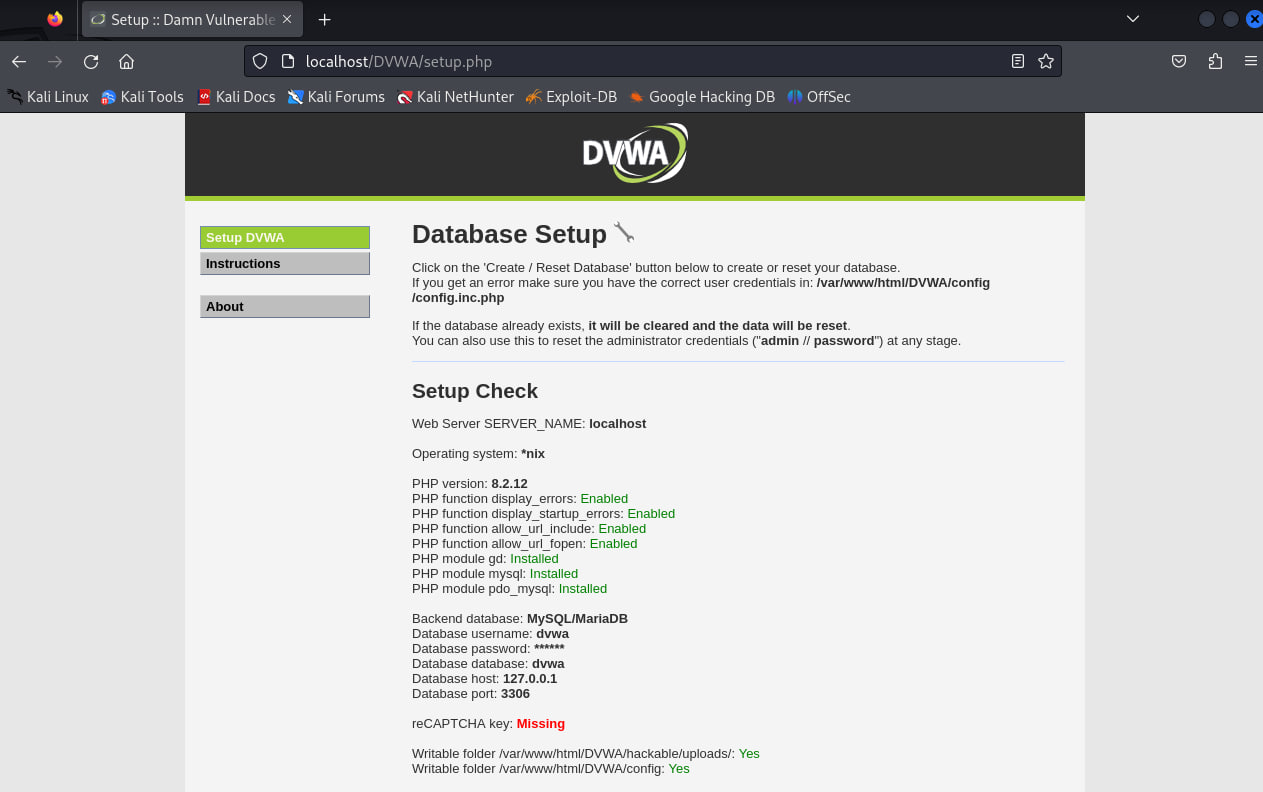 Setup :: Damn Vulnerable
localhost/DVWA/setup.php
Kali Linux Kali Tools Kali Docs Kali Forums Kali NetHunter Exploit-DB Google Hacking DB OffSec
DVWA
Setup DVWA
Instructions
About
Database Setup
Click on the 'Create / Reset Database' button below to create or reset your database.
If you get an error make sure you have the correct user credentials in: /var/www/html/DVWA/config
/config.inc.php
If the database already exists, it will be cleared and the data will be reset.
You can also use this to reset the administrator credentials ("admin // password") at any stage.
Setup Check
Web Server SERVER_NAME: localhost
Operating system: *nix
PHP version: 8.2.12
PHP function display_errors: Enabled
PHP function display_startup_errors: Enabled
PHP function allow_url_include: Enabled
PHP function allow_url_fopen: Enabled
PHP module gd: Installed
PHP module mysql: Installed
PHP module pdo_mysql: Installed
Backend database: MySQL/MariaDB
Database username: dvwa
Database password: ******
Database database: dvwa
Database host: 127.0.0.1
Database port: 3306
reCAPTCHA key: Missing
Writable folder /var/www/html/DVWA/hackable/uploads/: Yes
Writable folder /var/www/html/DVWA/config: Yes